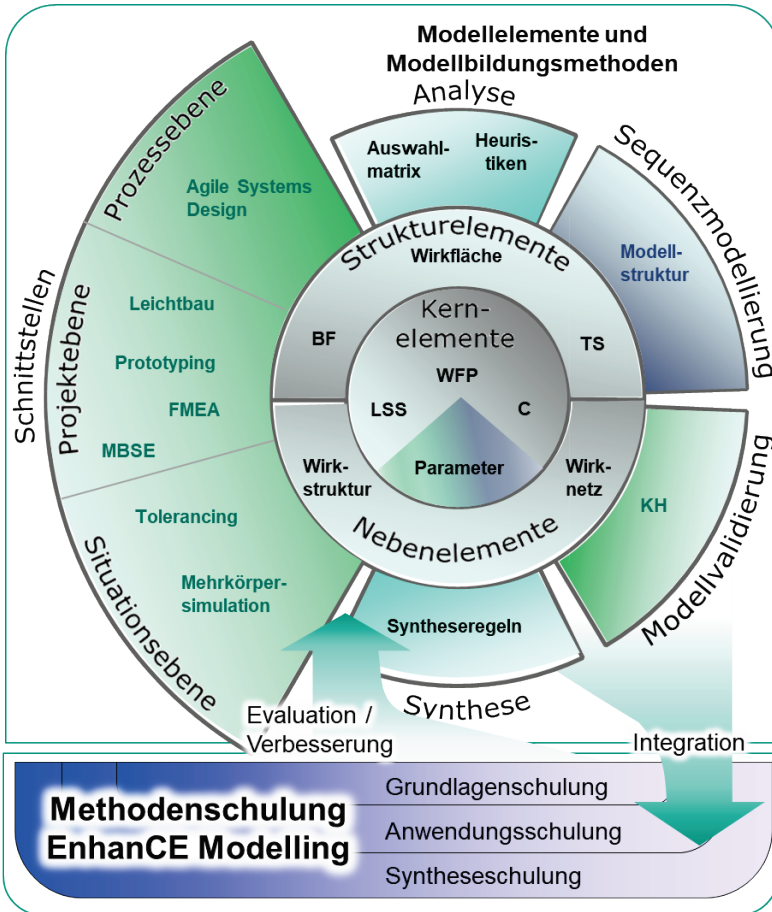 Modellelemente und
Modellbildungsmethoden
Analyse
Auswahl-
matrix
Heuris-
tiken
Sequenzmodellierung
Modell-
struktur
Modellvalidierung
KH
Synthese
Syntheseregeln
Schnittstellen
Prozessebene
Agile Systems
Design
Projektebene
Leichtbau
Prototyping
FMEA
MBSE
Situationsebene
Tolerancing
Mehrkörper-
simulation
Strukturelemente
Wirkfläche
BF
TS
Kern-
elemente
WFP
LSS
C
Parameter
Wirk-
struktur
Wirk-
netz
Nebenelemente
Evaluation /
Verbesserung
Integration
Methodenschulung
EnhanCE Modelling
Grundlagenschulung
Anwendungsschulung
Syntheseschulung